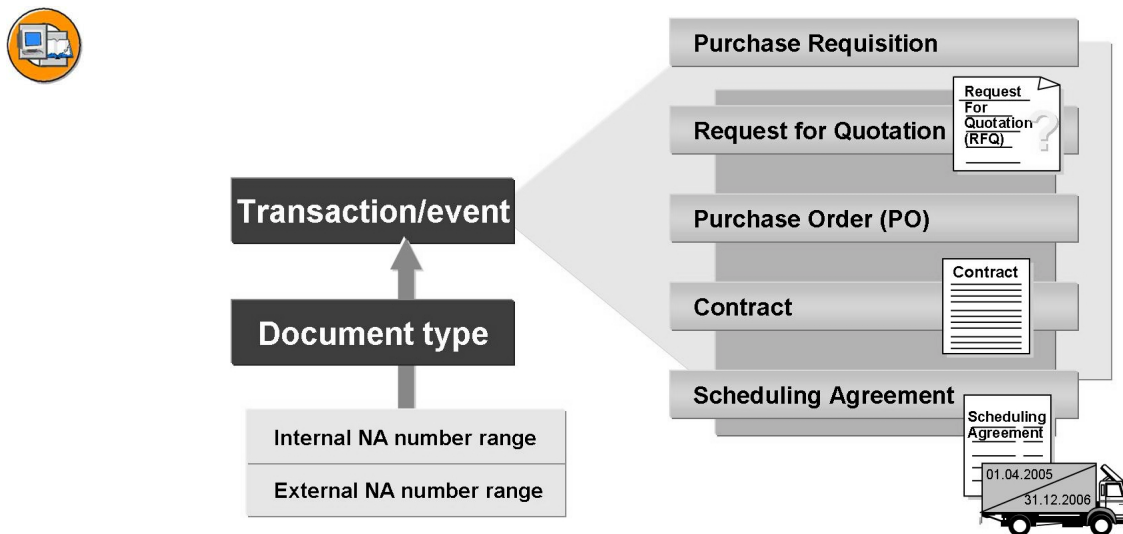 Purchase Requisition
Request for Quotation
Request
For
Quotation
(RFQ)
?
Transaction/event
Purchase Order (PO)
Document type
Contract
Contract
Scheduling Agreement
Scheduling
Agreement
Internal NA number range
External NA number range
01.04.2005
31.12.2006